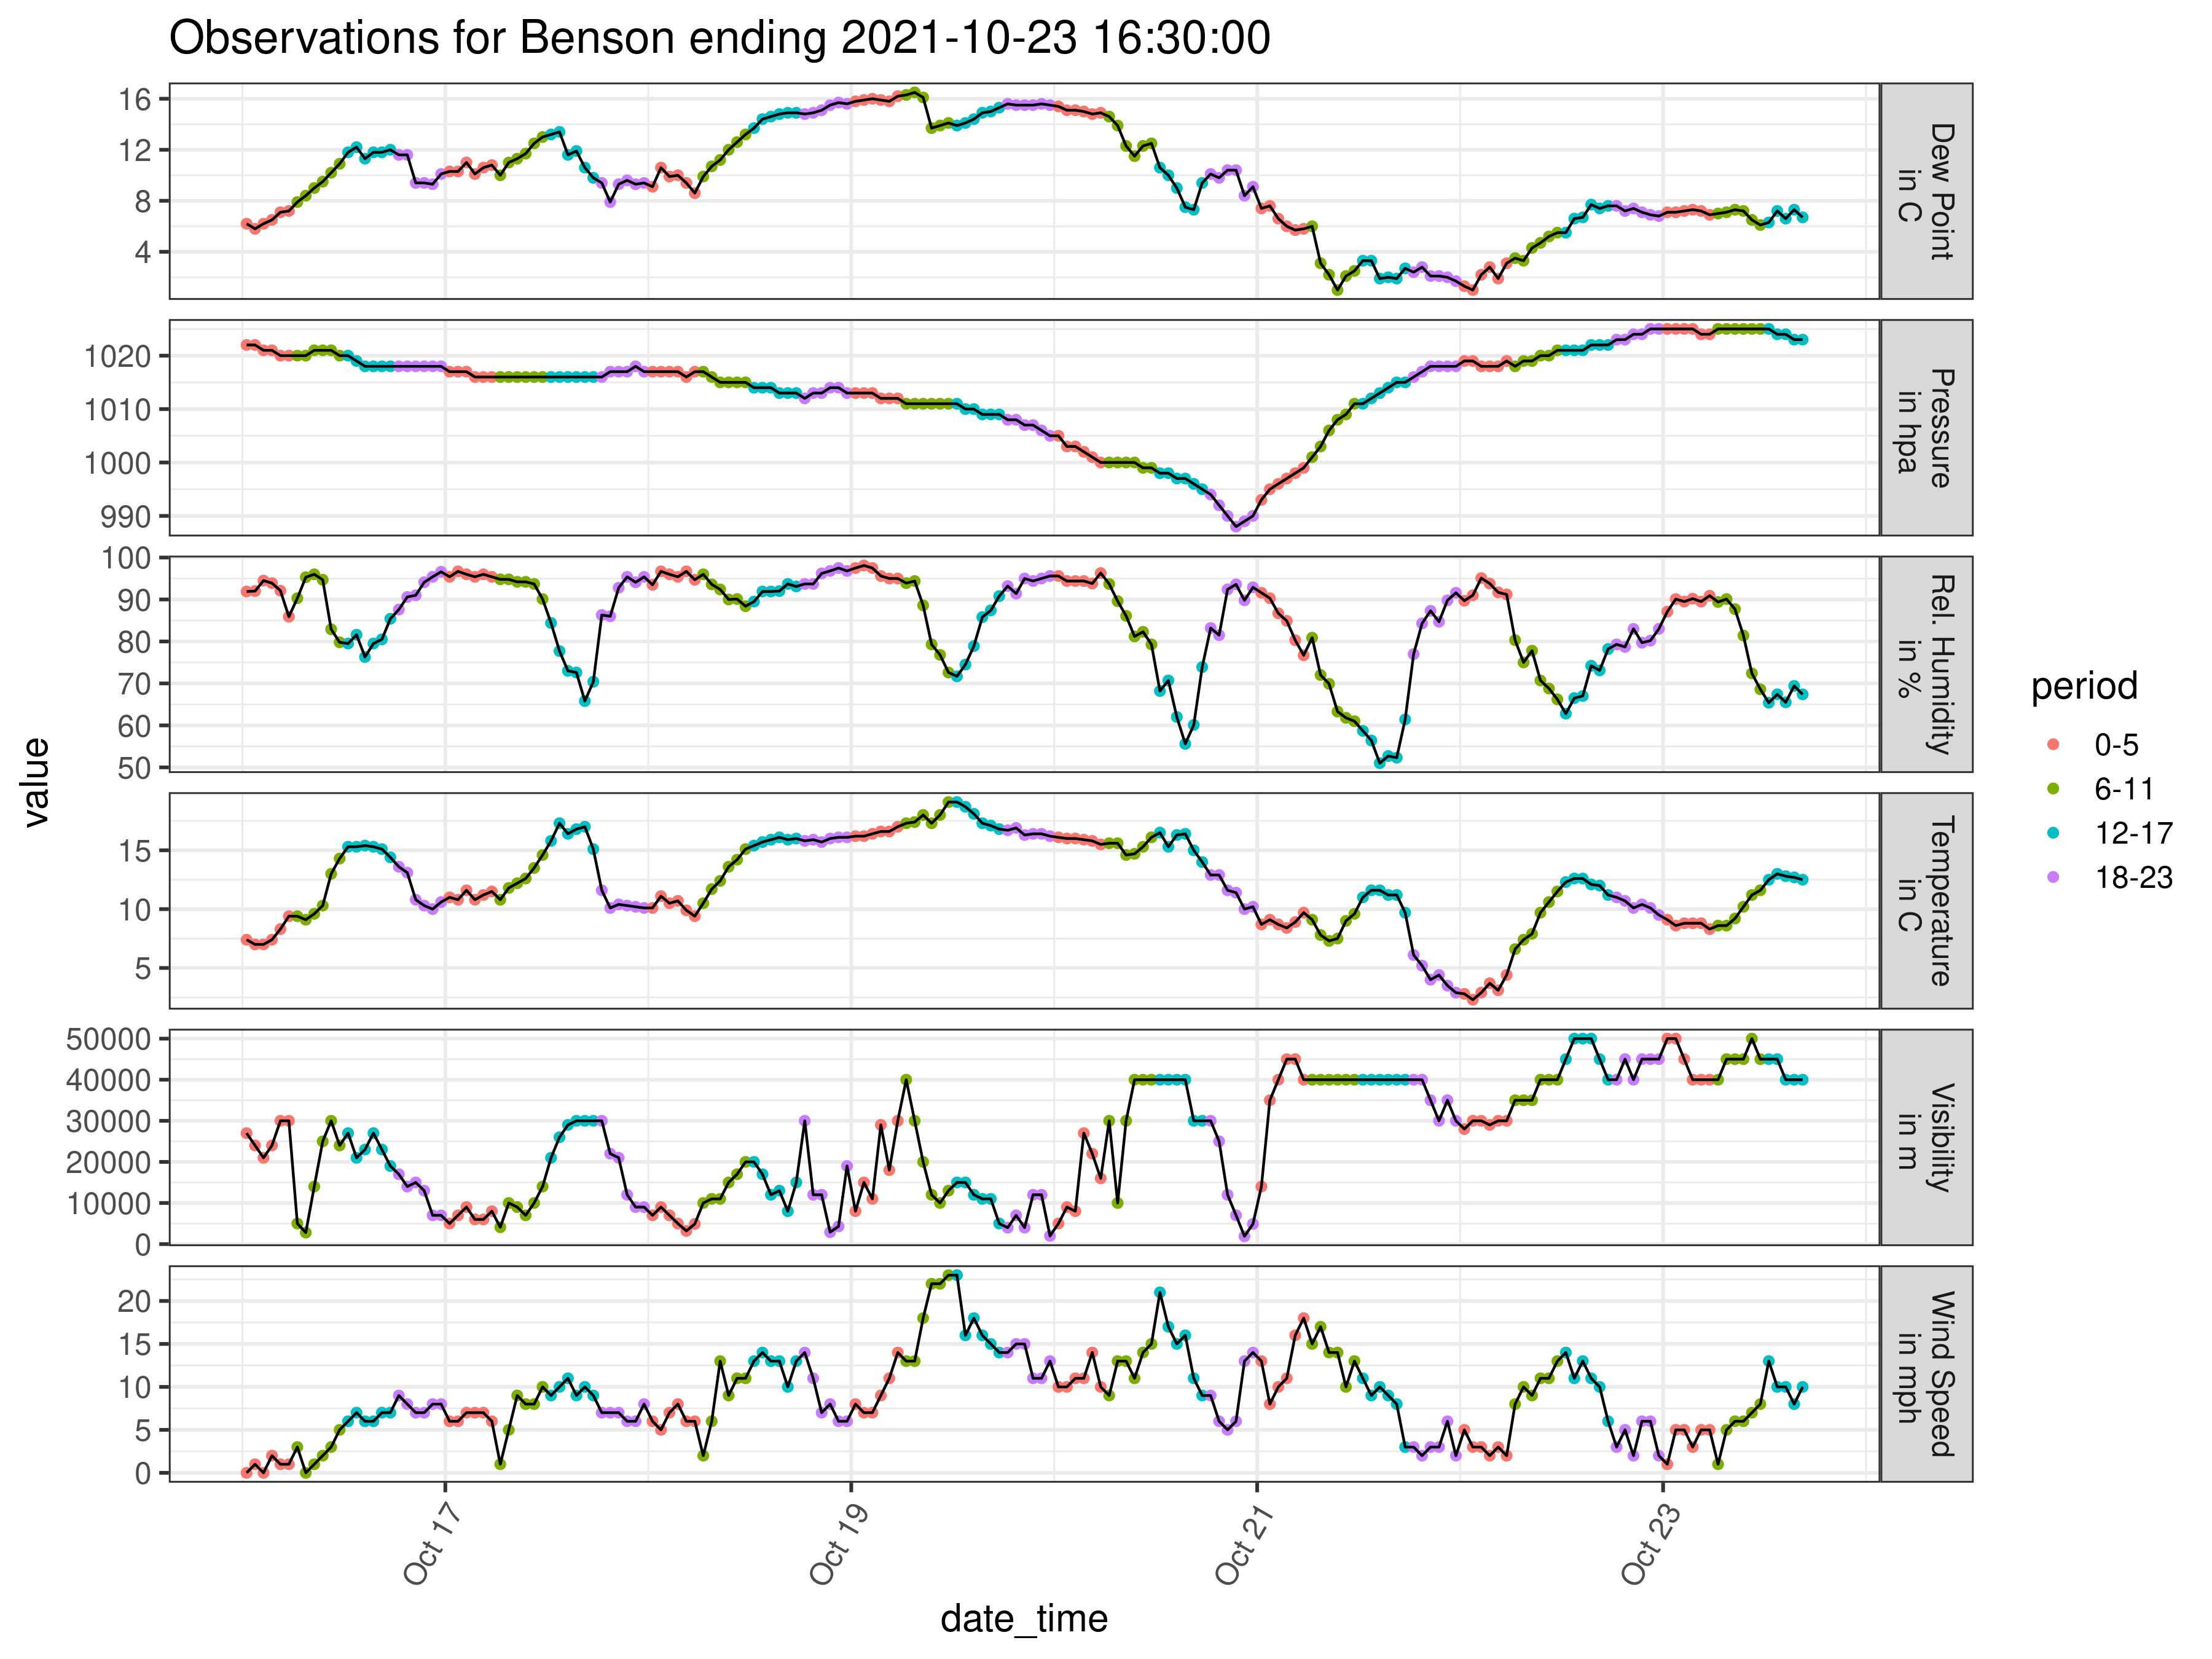 Observations for Benson ending 2021-10-23 16:30:00
value
16
12
8
4
Dew Point
in C
1020
1010
1000
990
Pressure
in hpa
100
90
80
70
60
50
Rel. Humidity
in %
15
10
5
Temperature
in C
50000
40000
30000
20000
10000
0
Visibility
in m
20
15
10
5
0
Wind Speed
in mph
Oct 17
Oct 19
Oct 21
Oct 23
date_time
period
0-5
6-11
12-17
18-23